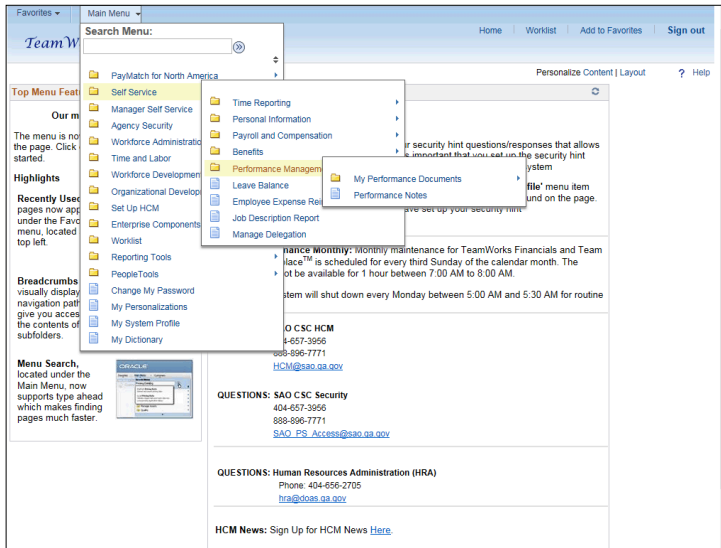 Favorites
Main Menu
Home
Worklist
Add to Favorites
Sign out
TeamW
Search Menu:
Personalize Content | Layout
? Help
PayMatch for North America
Self Service
Manager Self Service
Agency Security
Workforce Administratio
Time and Labor
Workforce Developmen
Organizational Develop
Set Up HCM
Enterprise Components
Worklist
Reporting Tools
PeopleTools
Change My Password
My Personalizations
My System Profile
My Dictionary
Time Reporting
Personal Information
Payroll and Compensation
Benefits
Performance Managem
Leave Balance
Employee Expense Rei
Job Description Report
Manage Delegation
My Performance Documents
Performance Notes
Top Menu Feat
Our m
The menu is no
the page. Click
started.
Highlights
Recently Used
pages now app
under the Favo
menu, located
top left.
Breadcrumbs
visually display
navigation path
give you acces
the contents of
subfolders.
Menu Search,
located under the
Main Menu, now
supports type ahead
which makes finding
pages much faster.
ORACLE
ur security hint questions/responses that allows
s important that you set up the security hint
ystem
file' menu item
und on the page.
ave set up your security hint
nance Monthly: Monthly maintenance for TeamWorks Financials and Team
place™ is scheduled for every third Sunday of the calendar month. The
ot be available for 1 hour between 7:00 AM to 8:00 AM.
stem will shut down every Monday between 5:00 AM and 5:30 AM for routine
AO CSC HCM
404-657-3956
888-896-7771
HCM@sao.ga.gov
QUESTIONS: SAO CSC Security
404-657-3956
888-896-7771
SAO_PS_Access@sao.ga.gov
QUESTIONS: Human Resources Administration (HRA)
Phone: 404-656-2705
hra@doas.ga.gov
HCM News: Sign Up for HCM News Here.